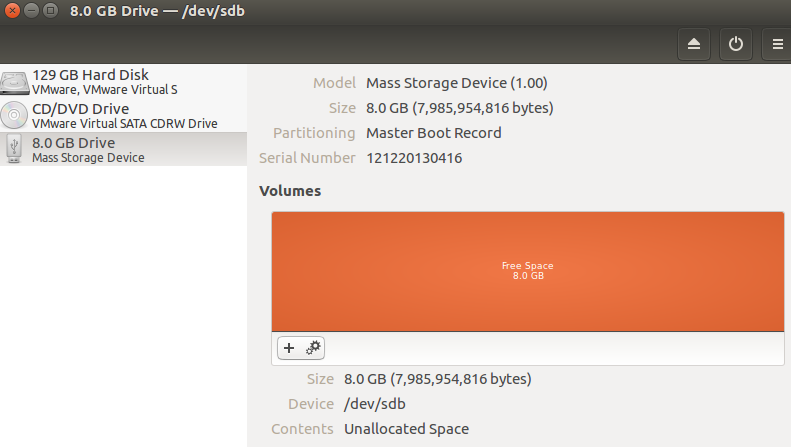 8.0 GB Drive — /dev/sdb
129 GB Hard Disk
VMware, VMware Virtual S
CD/DVD Drive
VMware Virtual SATA CDRW Drive
8.0 GB Drive
Mass Storage Device
Model Mass Storage Device (1.00)
Size 8.0 GB (7,985,954,816 bytes)
Partitioning Master Boot Record
Serial Number 121220130416
Volumes
Free Space
8.0 GB
Size 8.0 GB (7,985,954,816 bytes)
Device /dev/sdb
Contents Unallocated Space